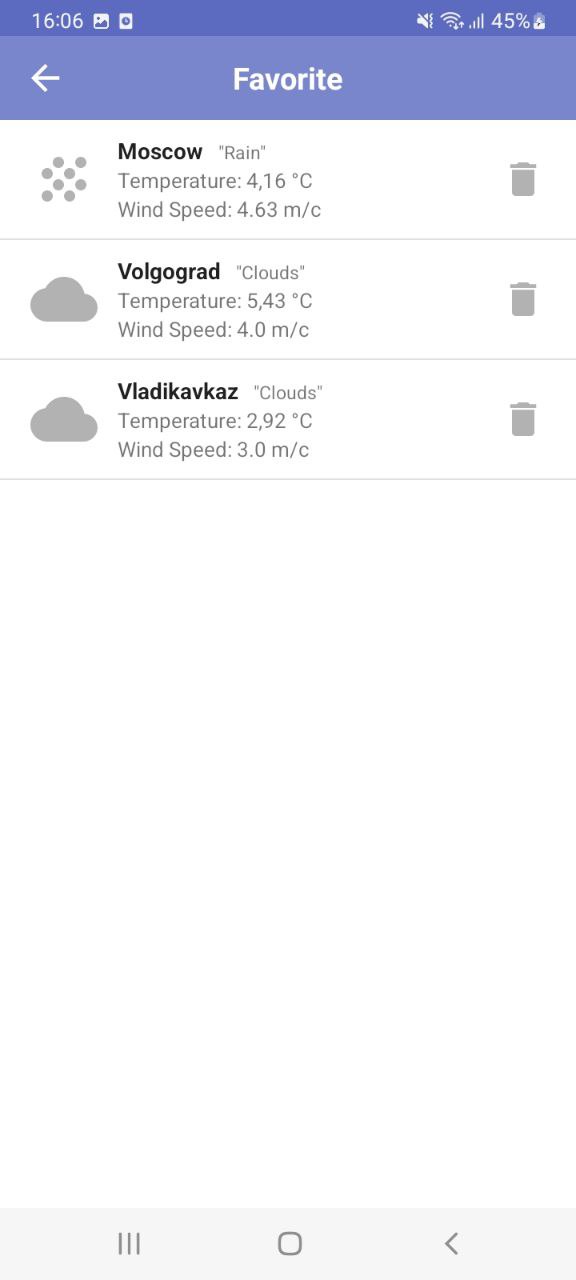 16:06 45%
Favorite
Moscow "Rain"
Temperature: 4,16 °C
Wind Speed: 4.63 m/c
Volgograd "Clouds"
Temperature: 5,43 °C
Wind Speed: 4.0 m/c
Vladikavkaz "Clouds"
Temperature: 2,92 °C
Wind Speed: 3.0 m/c